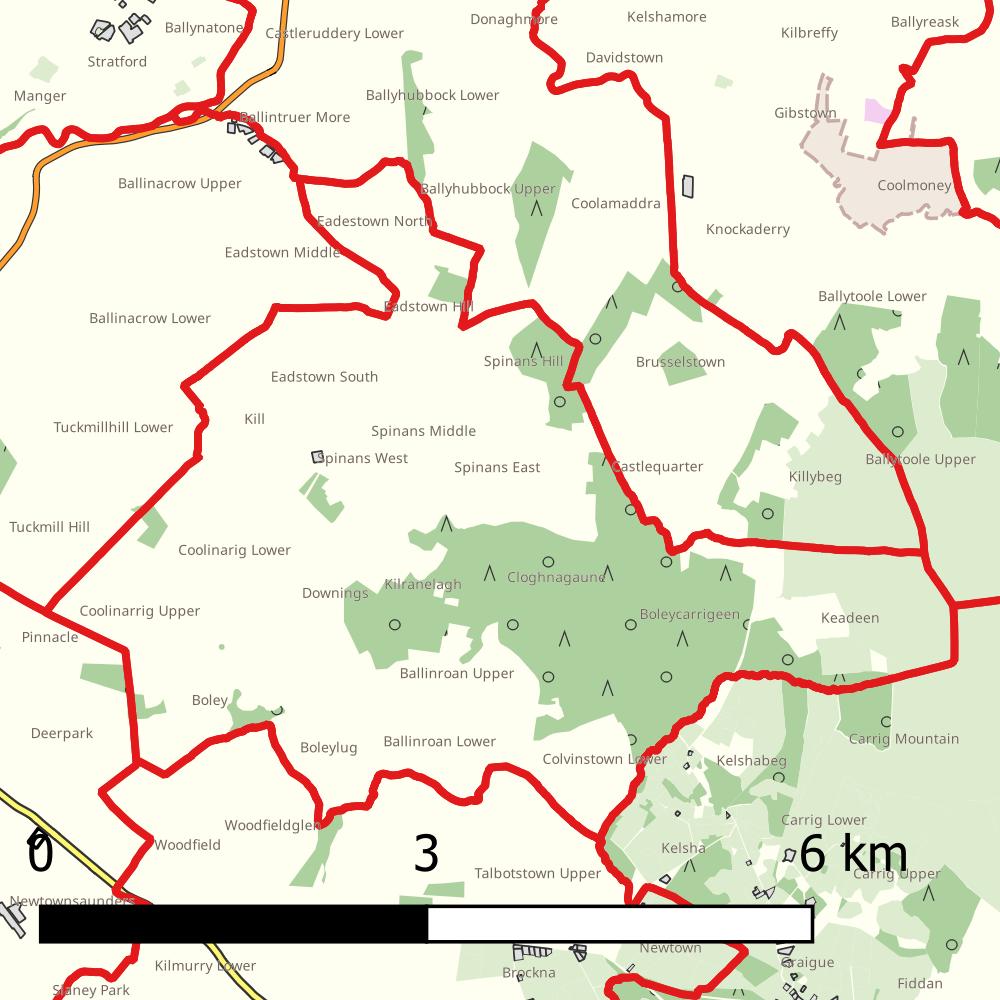 Donaghmore
Kelshamore
Ballyreask
Ballynatone
Castleruddery Lower
Kilbreffy
Stratford
Davidstown
Manger
Ballyhubbock Lower
Gibstown
Ballintruer More
Ballinacrow Upper
Ballyhubbock Upper
Coolmoney
Coolamaddra
Eadestown North
Knockaderry
Eadstown Middle
Ballytoole Lower
Eadstown Hill
Ballinacrow Lower
Spinans Hill
Brusselstown
Eadstown South
Kill
Tuckmillhill Lower
Spinans Middle
Spinans West
Spinans East
Castlequarter
Ballytoole Upper
Killybeg
Tuckmill Hill
Coolinarig Lower
Cloghnagaune
Kilranelagh
Downings
Coolinarrig Upper
Boleycarrigeen
Keadeen
Pinnacle
Ballinroan Upper
Boley
Deerpark
Boleylug
Ballinroan Lower
Carrig Mountain
Colvinstown Lower
Kelshabeg
Woodfieldglen
Carrig Lower
Woodfield
Kelsha
0
3
6 km
Talbotstown Upper
Carrig Upper
Newtownsaunders
Newtown
Kilmurry Lower
Brockna
Graigue
Slaney Park
Fiddan